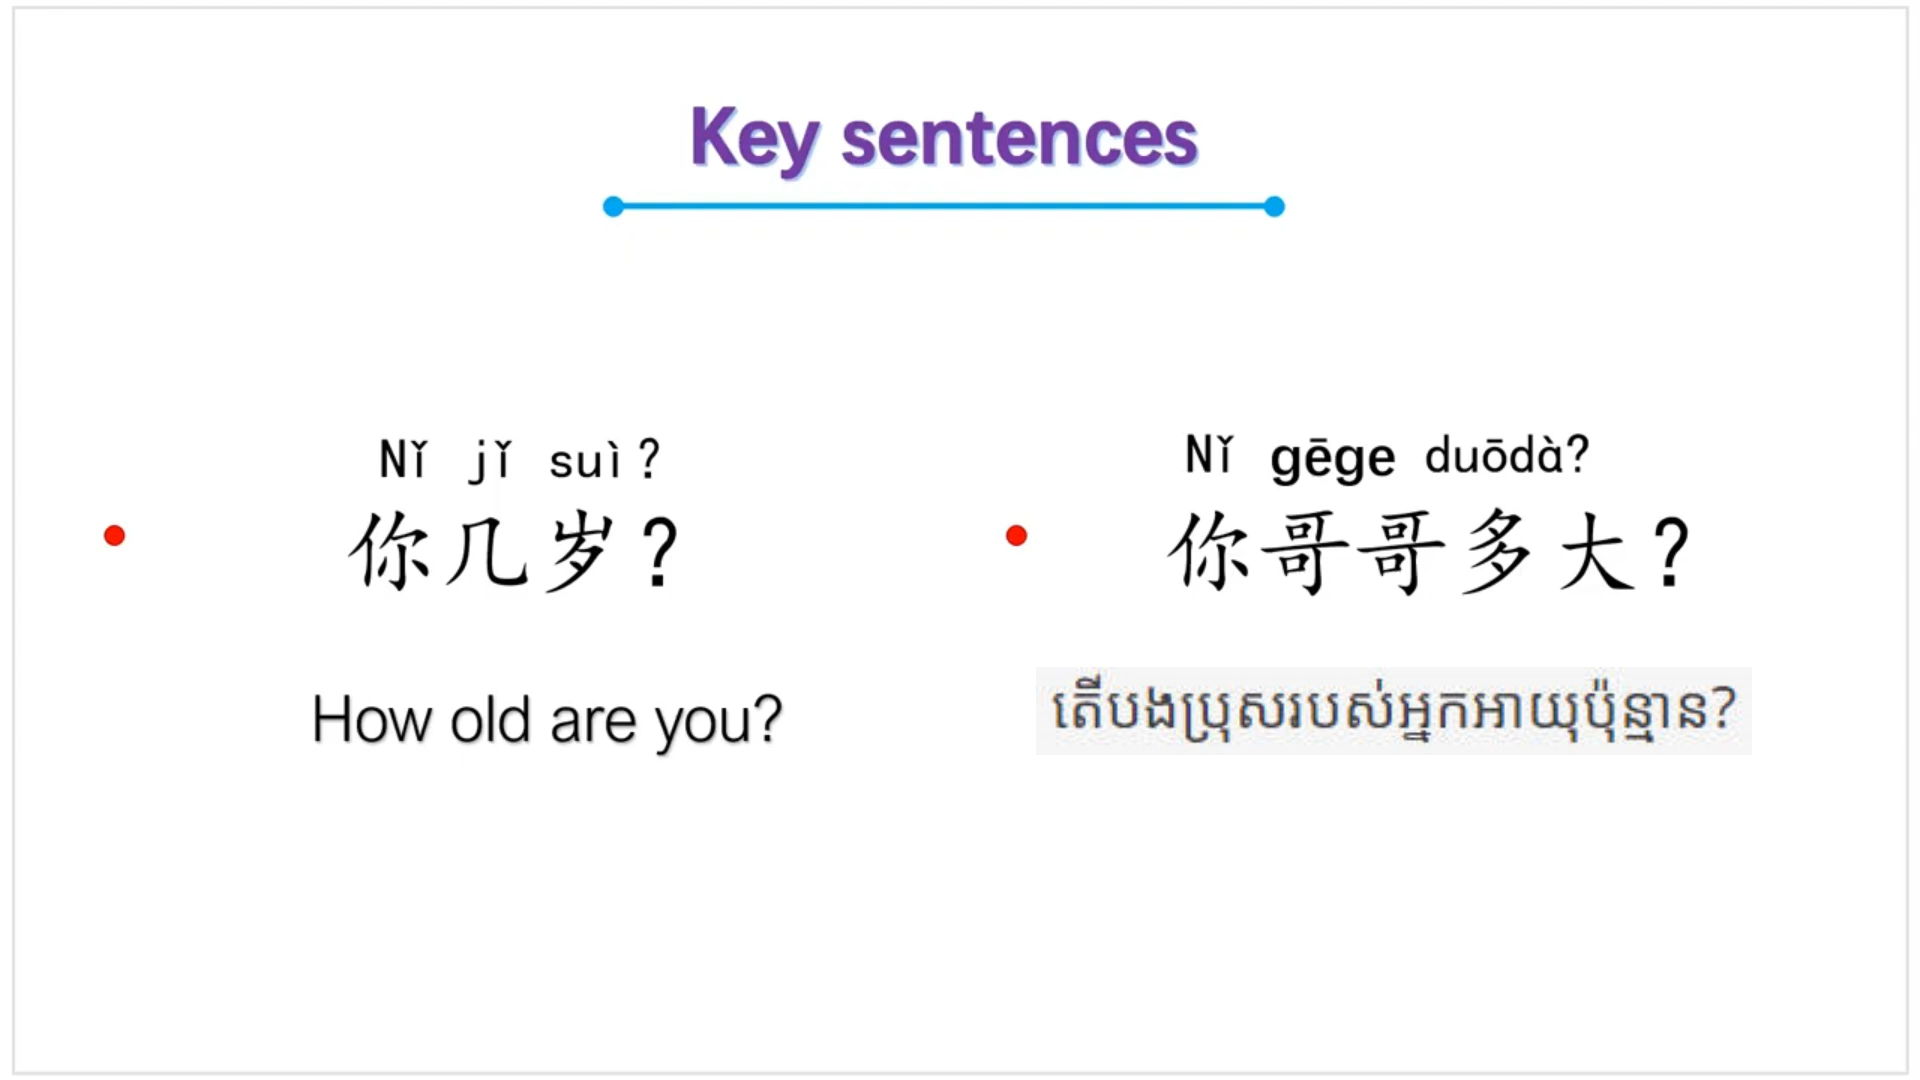 Key sentences
Nǐ jǐ suì?
你几岁?
How old are you?
Nǐ gēge duōdà?
你哥哥多大?
តើបងប្រុសរបស់អ្នកអាយុប៉ុន្មាន?